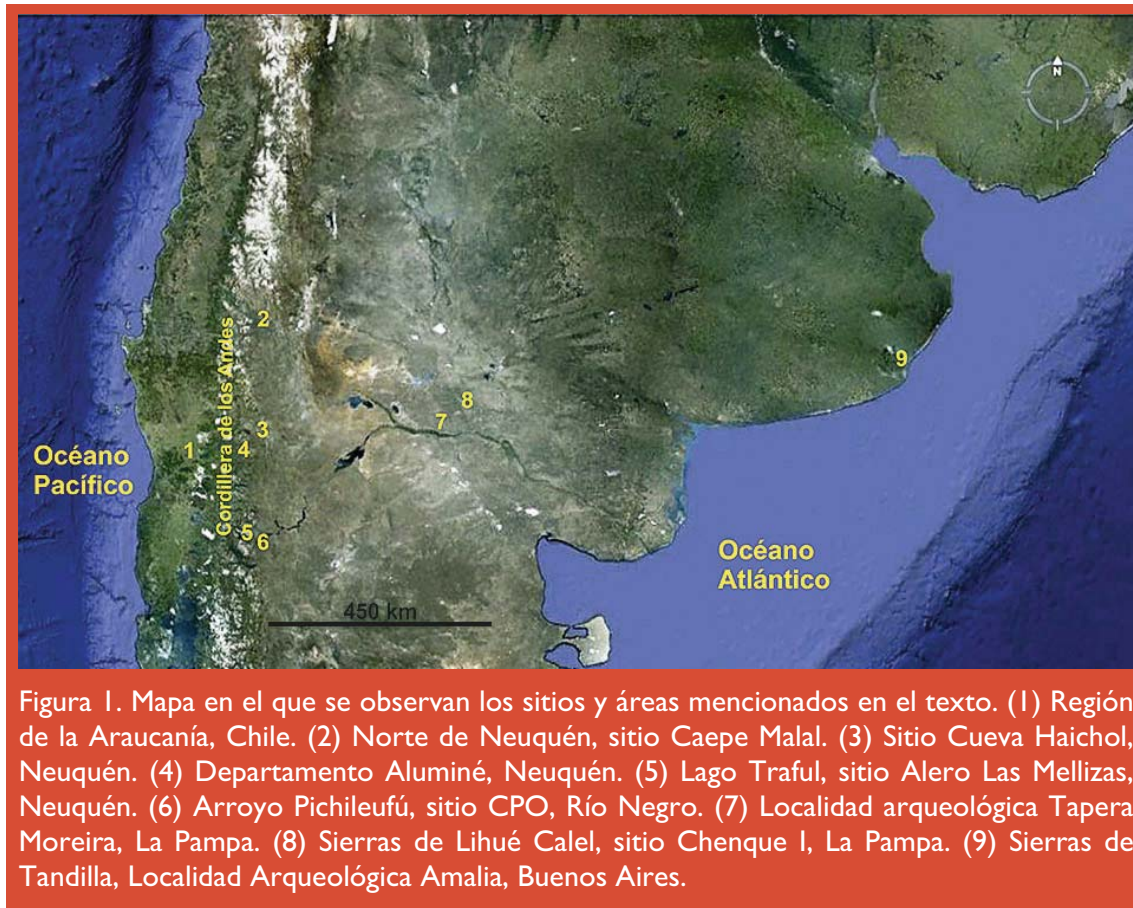 N
2
Cordillera de los Andes
9
8
7
3
1
4
Océano
Pacífico
5
6
Océano
Atlántico
450 km
Figura 1. Mapa en el que se observan los sitios y áreas mencionados en el texto. (1) Región
de la Araucanía, Chile. (2) Norte de Neuquén, sitio Caepe Malal. (3) Sitio Cueva Haichol,
Neuquén. (4) Departamento Aluminé, Neuquén. (5) Lago Traful, sitio Alero Las Mellizas,
Neuquén. (6) Arroyo Pichileufú, sitio CPO, Río Negro. (7) Localidad arqueológica Tapera
Moreira, La Pampa. (8) Sierras de Lihué Calel, sitio Chenque I, La Pampa. (9) Sierras de
Tandilla, Localidad Arqueológica Amalia, Buenos Aires.